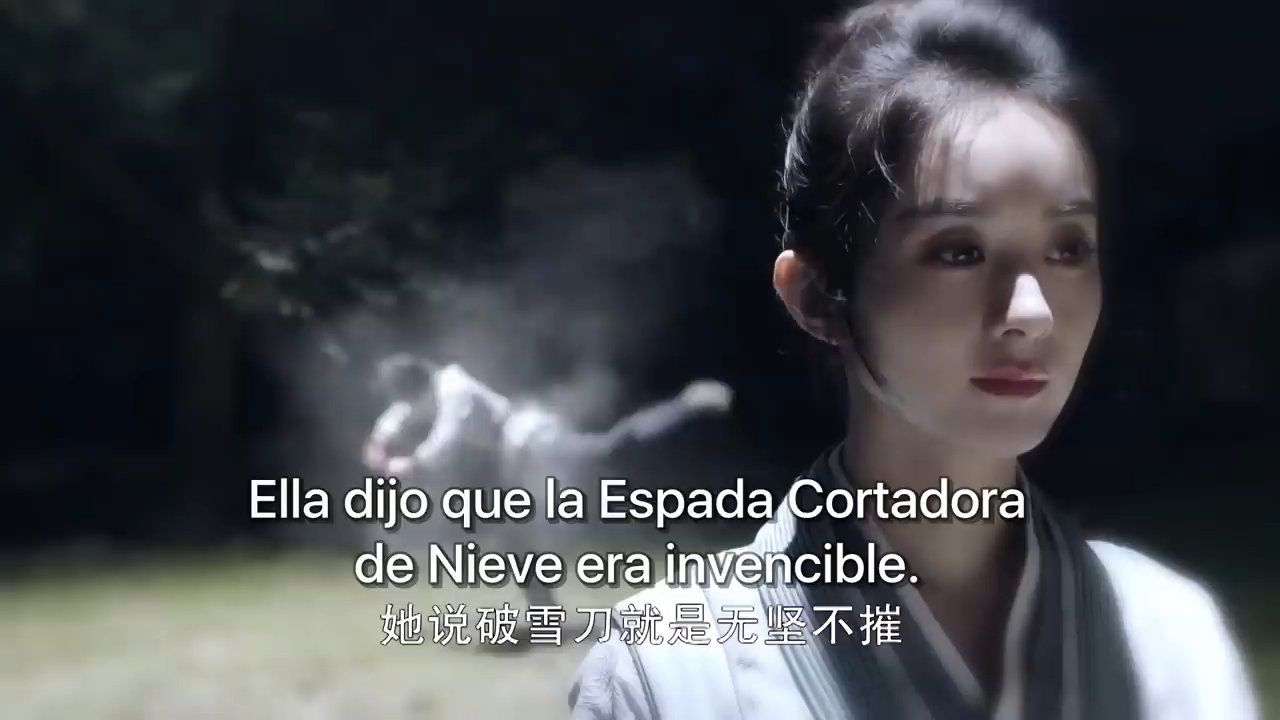 Ella dijo que la Espada Cortadora
de Nieve era invencible.
她说破雪刀就是无坚不摧